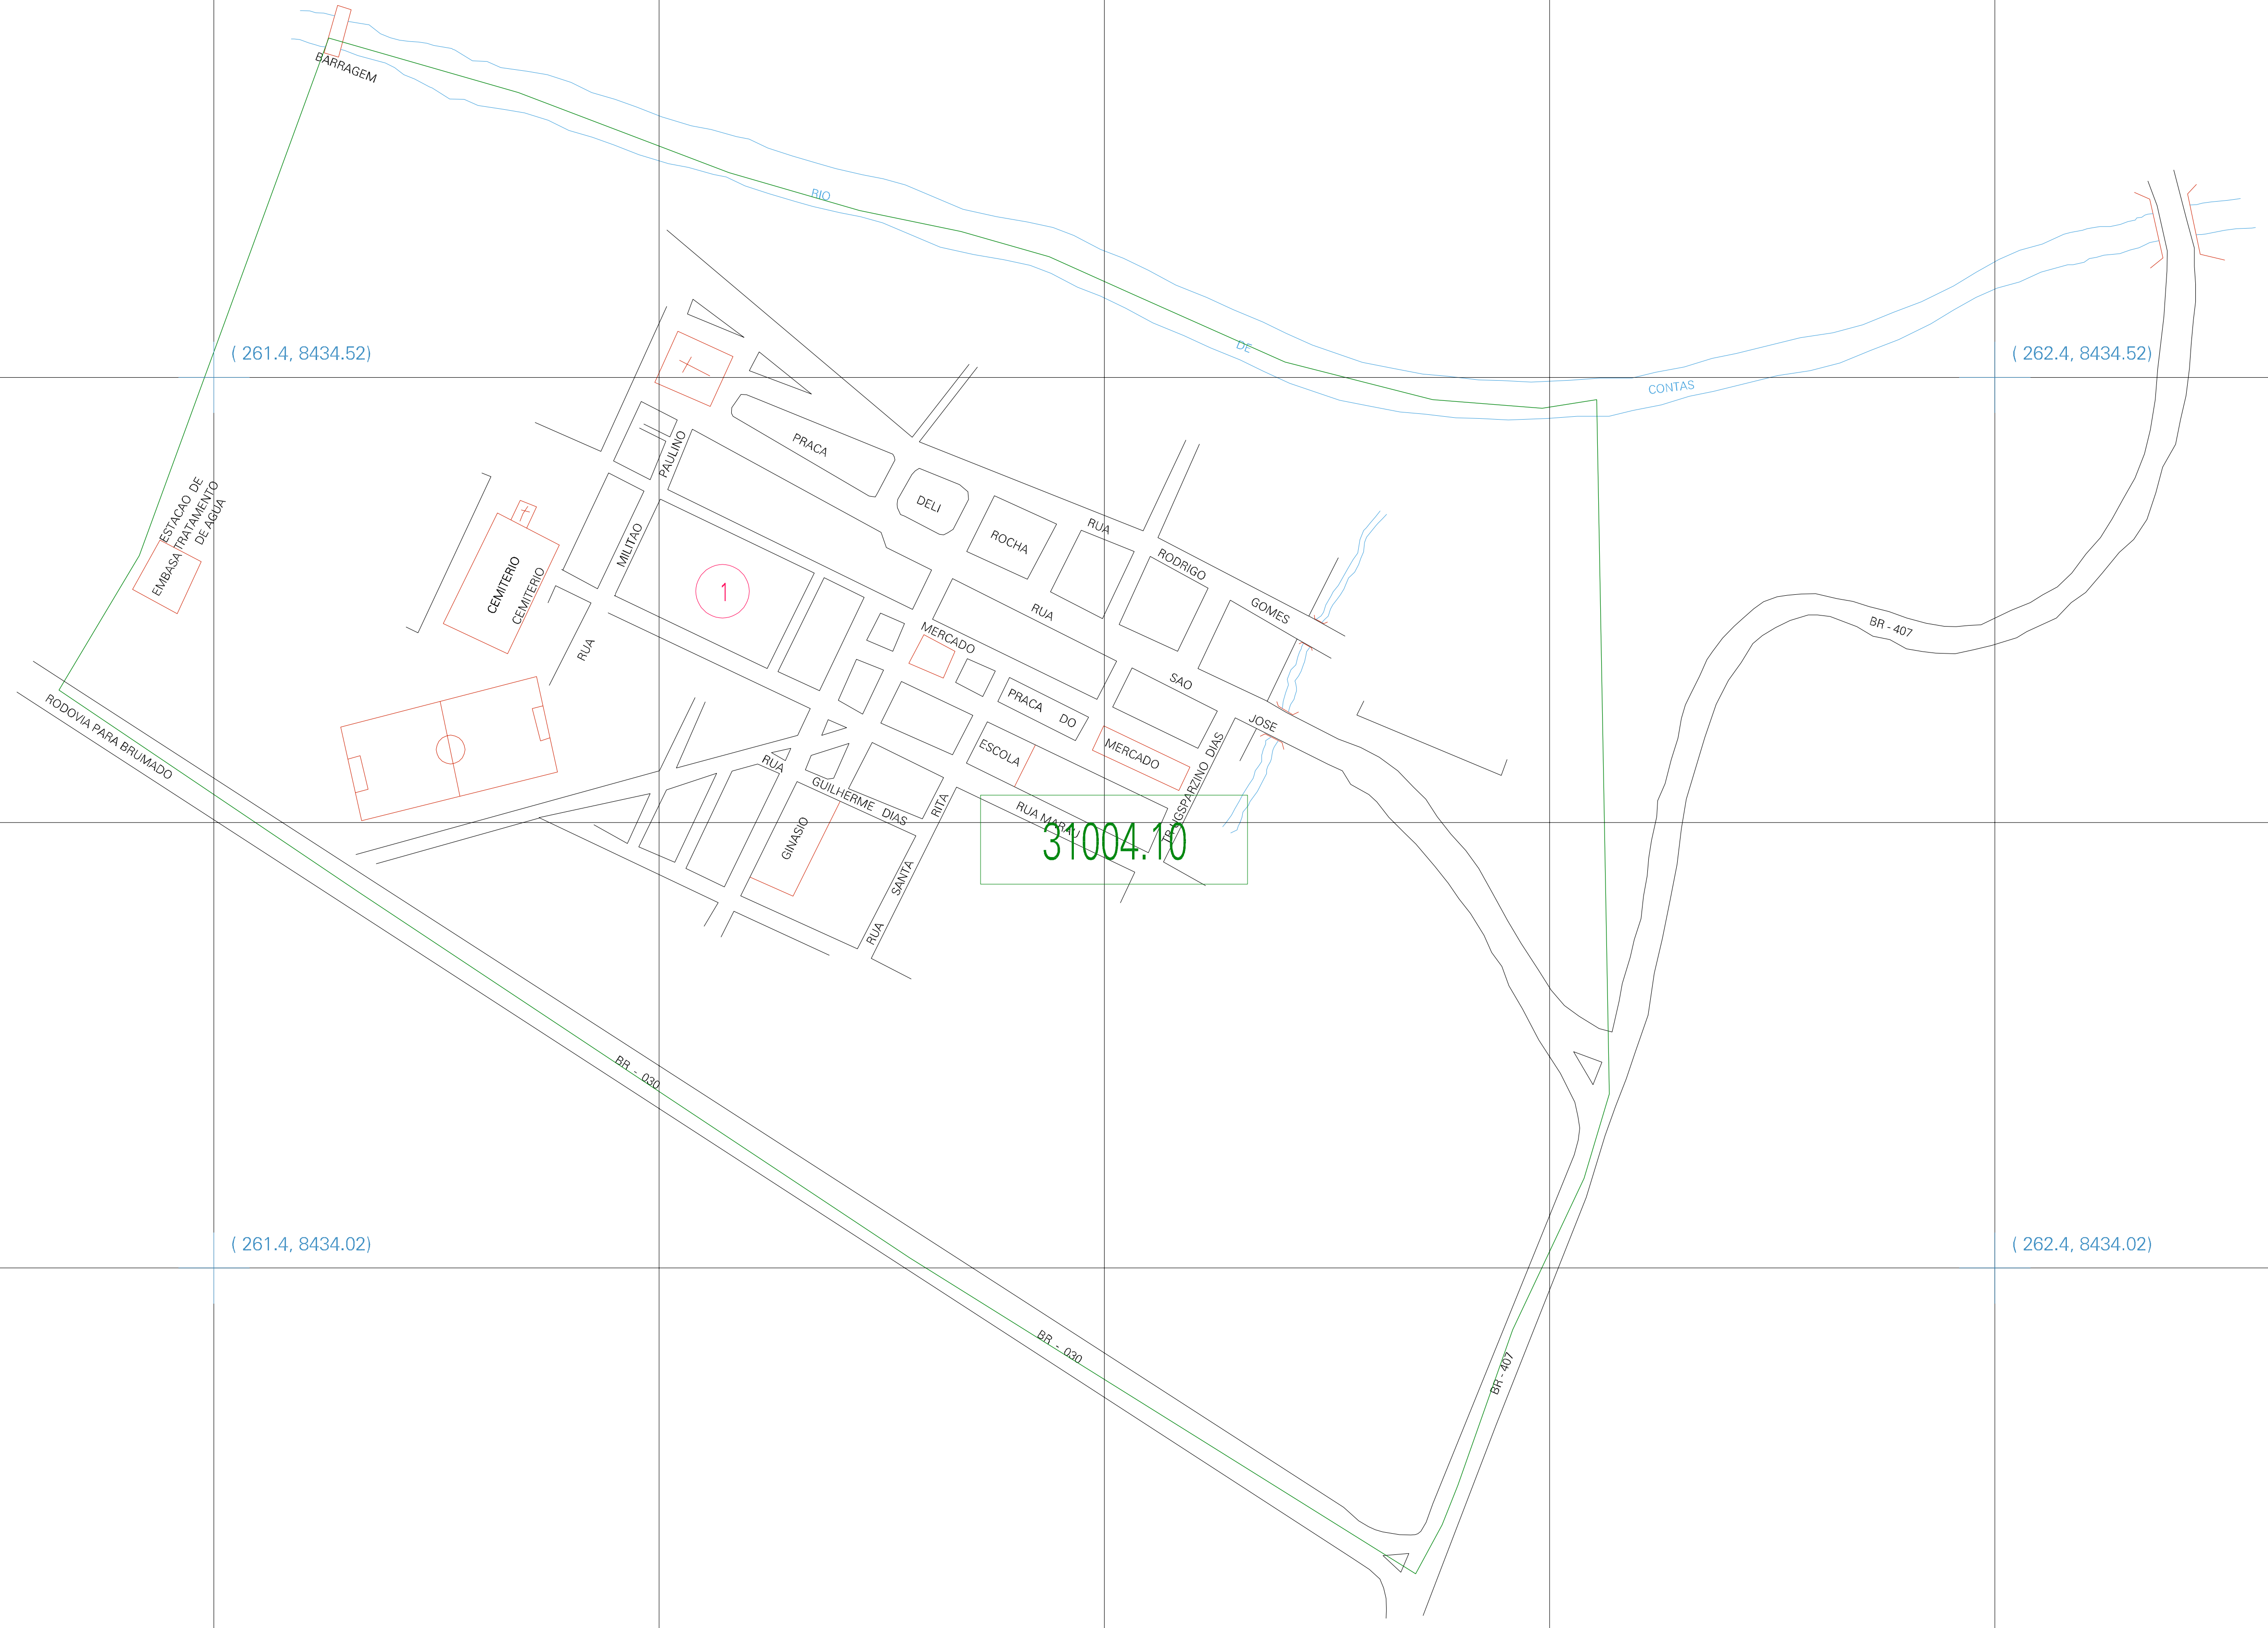 BARRAGEM
RIO
DE
CONTAS
( 261.4, 8434.52)
( 262.4, 8434.52)
PAULINO
PRACA
DELI
ROCHA
RUA
RODRIGO
GOMES
ESTACAO DE
TRATAMENTO
DE AGUA
EMBASA
CEMITERIO
CEMITERIO
MILITAO
RUA
1
MERCADO
RUA
SAO
JOSE
BR - 407
PRACA DO
MERCADO
ESCOLA
RODOVIA PARA BRUMADO
RUA
GUILHERME DIAS
GINASIO
RUA SANTA RITA
RUA MARAU
TR UGSPARZINO DIAS
31004.10
BR - 030
( 261.4, 8434.02)
( 262.4, 8434.02)
BR - 030
BR - 407